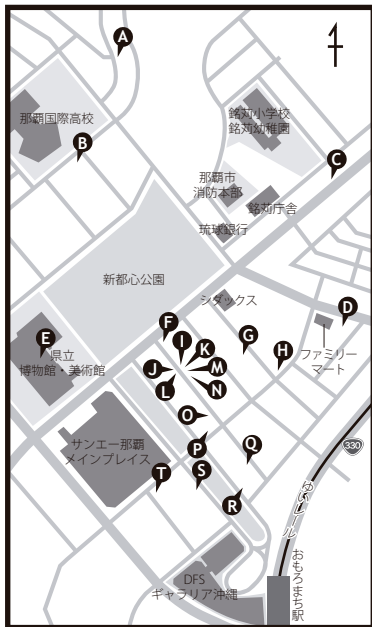 A
那覇国際高校
B
銘苅小学校
銘苅幼稚園
C
那覇市
消防本部
銘苅庁舎
琉球銀行
新都心公園
シダックス
D
E
県立
博物館・美術館
F
I
K
G
H
ファミリー
マート
J
M
L
N
O
サンエー那覇
メインプレイス
P
Q
T
S
R
330
ゆいレール
おもろまち駅
DFS
ギャラリア沖縄